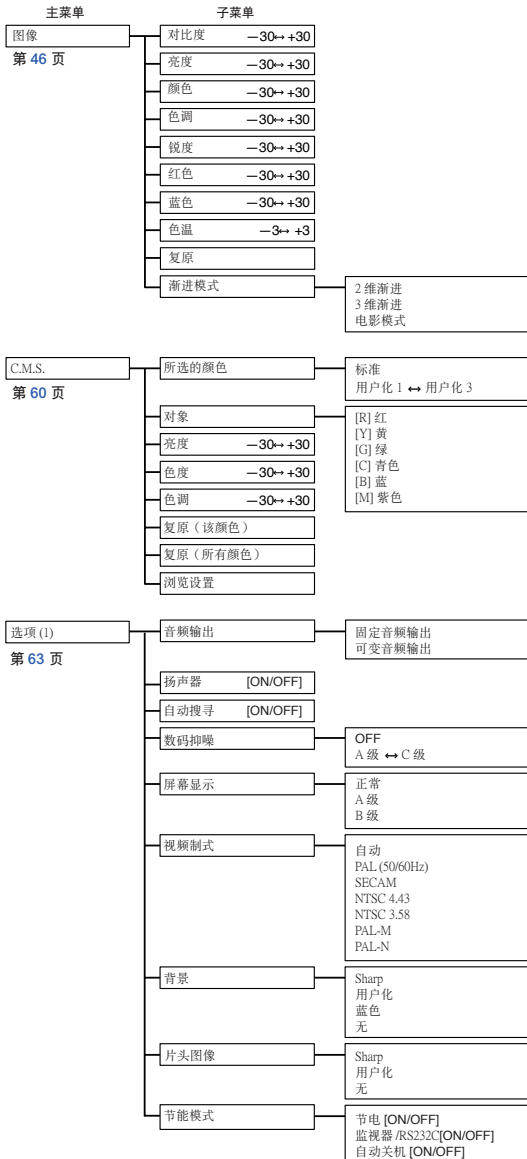 主菜单 子菜单
图像 对比度 −30↔ +30
第 46 页 亮度 −30↔ +30
颜色 −30↔ +30
色调 −30↔ +30
锐度 −30↔ +30
红色 −30↔ +30
蓝色 −30↔ +30
色温 −3↔ +3
复原
渐进模式 2 维渐进
3 维渐进
电影模式
C.M.S. 所选的颜色 标准
第 60 页 用户化 1 ↔ 用户化 3
对象 [R] 红
[Y] 黄
亮度 −30↔ +30 [G] 绿
[C] 青色
色度 −30↔ +30 [B] 蓝
色调 −30↔ +30 [M] 紫色
复原（该颜色）
复原（所有颜色）
浏览设置
选项 (1) 音频输出 固定音频输出
第 63 页 可变音频输出
扬声器 [ON/OFF]
自动搜寻 [ON/OFF]
数码抑噪 OFF
A 级 ↔ C 级
屏幕显示 正常
A 级
B 级
视频制式 自动
PAL (50/60Hz)
SECAM
NTSC 4.43
NTSC 3.58
PAL-M
PAL-N
背景 Sharp
用户化
蓝色
无
片头图像 Sharp
用户化
无
节能模式 节电 [ON/OFF]
监视器 /RS232C[ON/OFF]
自动关机 [ON/OFF]